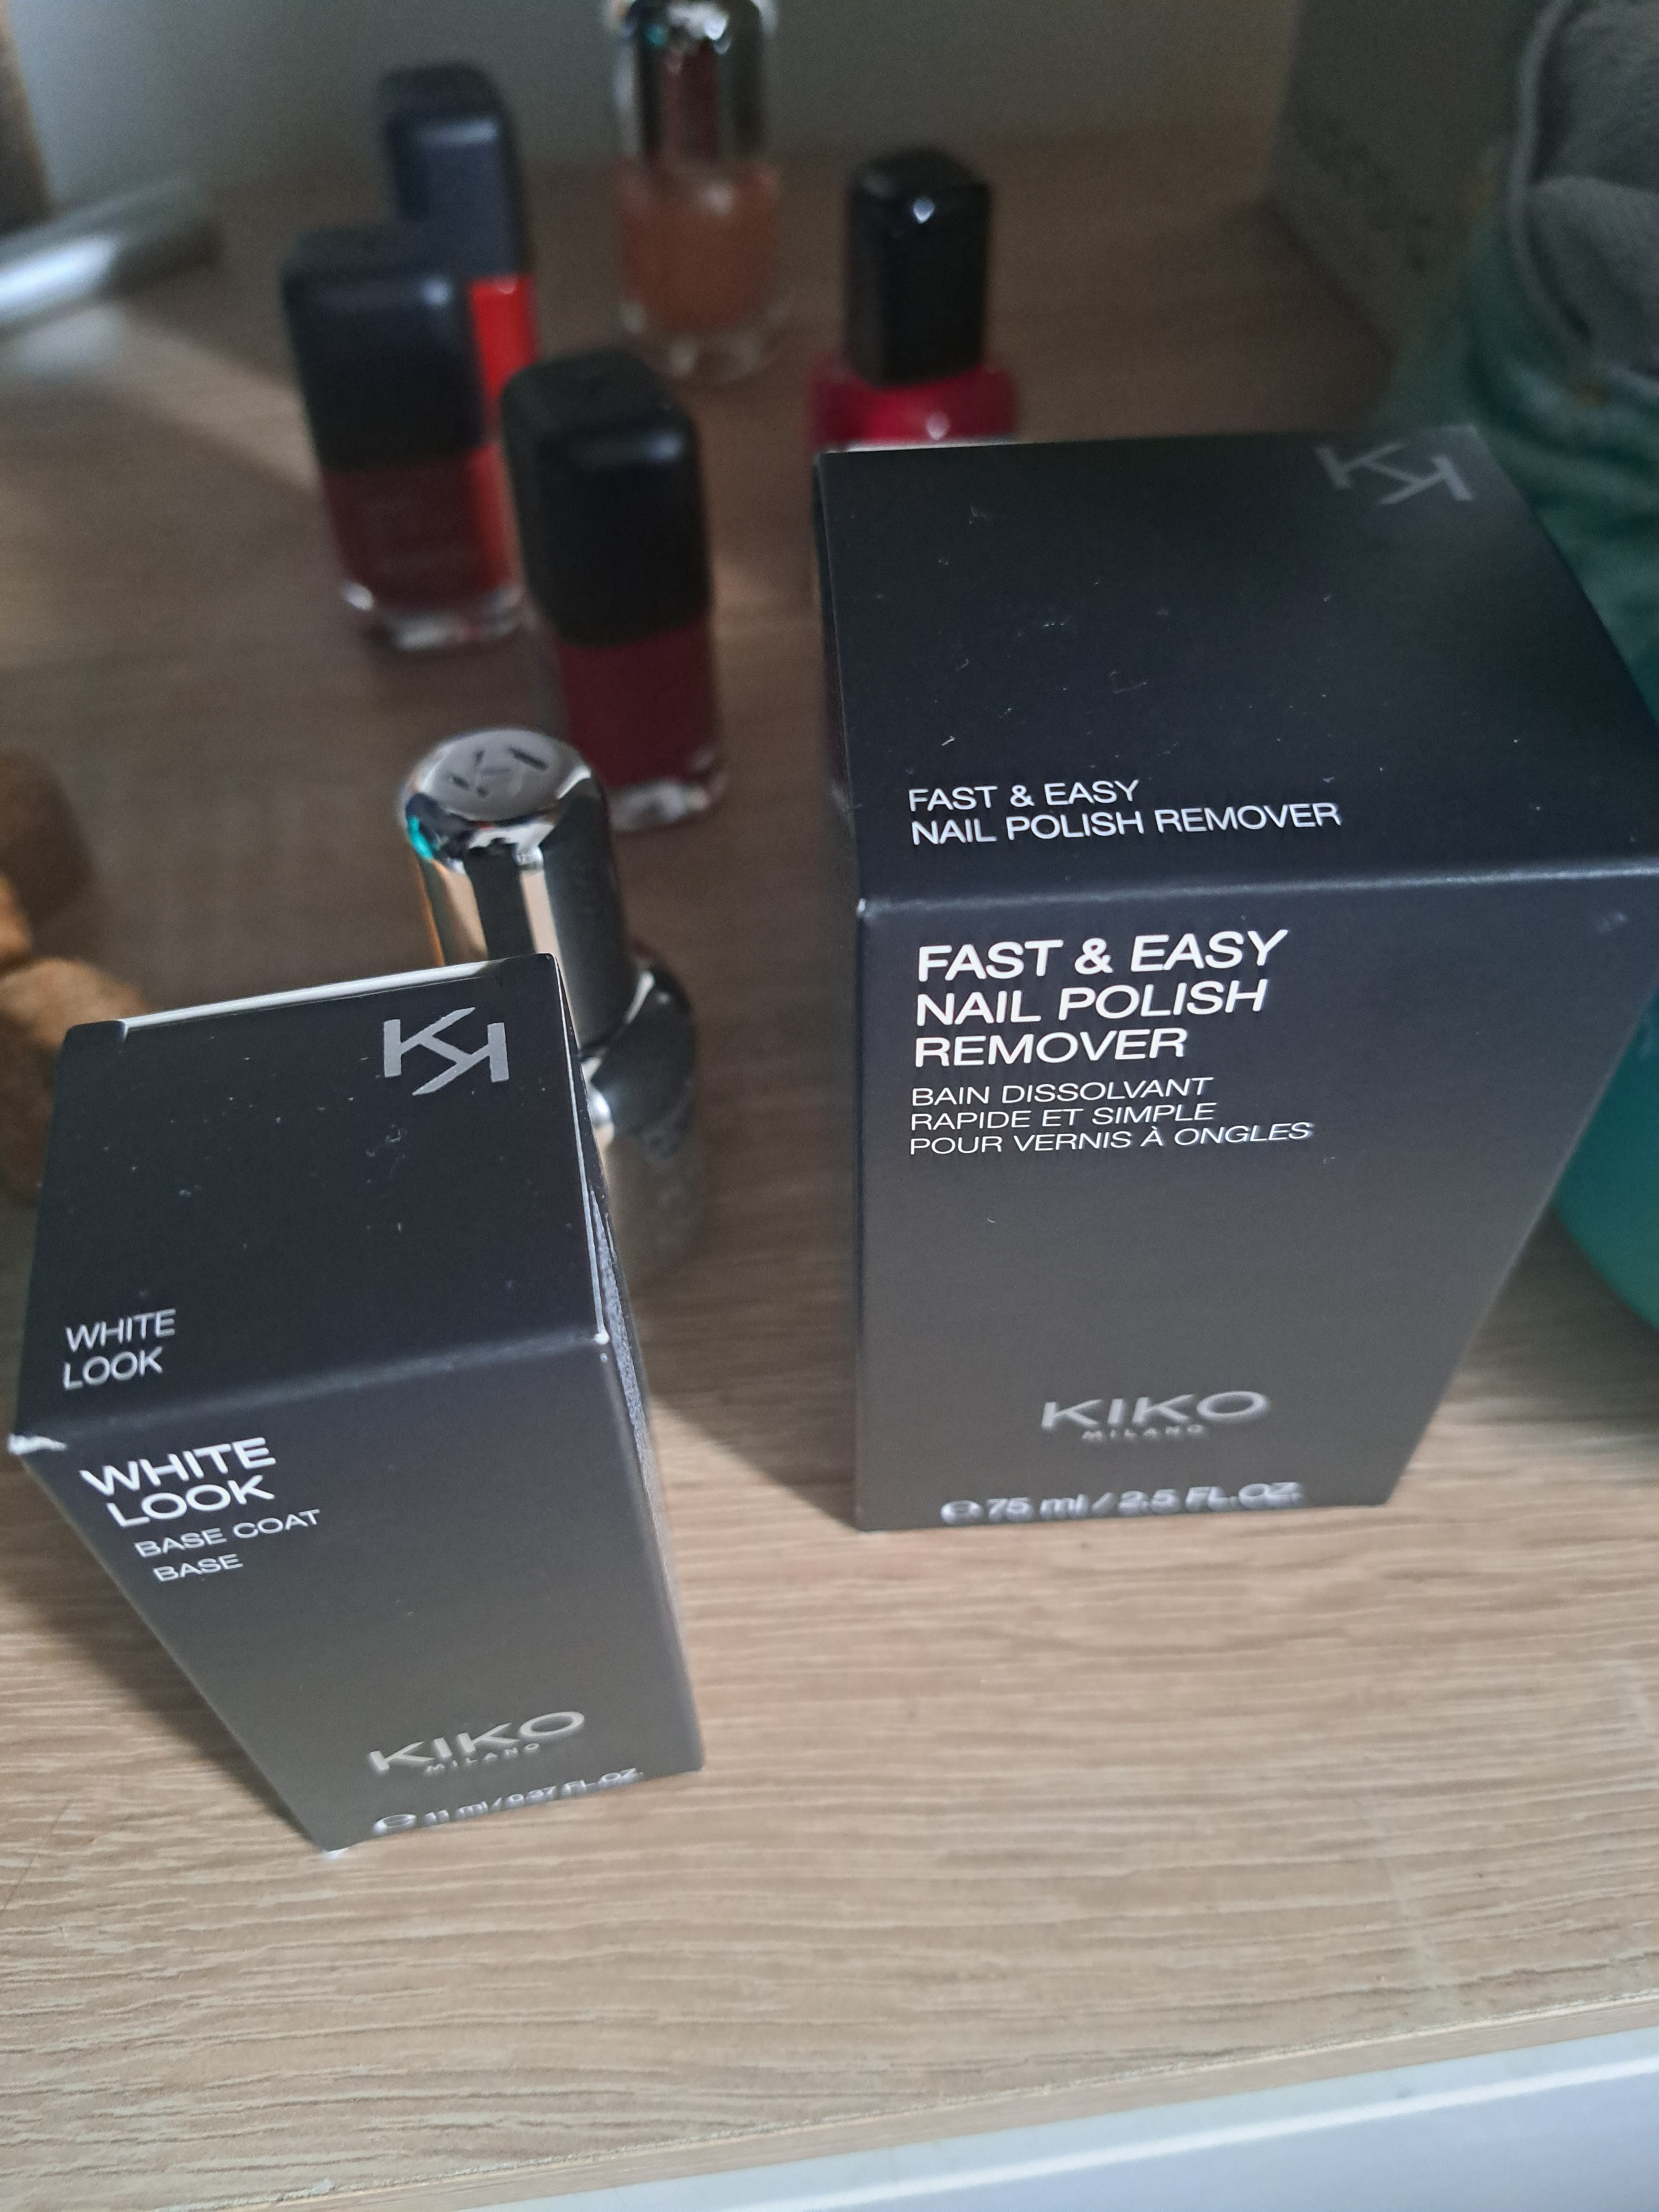 FAST & EASY
NAIL POLISH REMOVER
FAST & EASY
NAIL POLISH
REMOVER
BAIN DISSOLVANT
RAPIDE ET SIMPLE
POUR VERNIS À ONGLES
KIKO
MILANO
℮ 75 ml / 2.5 FL.OZ.
WHITE
LOOK
WHITE
LOOK
BASE COAT
BASE
KIKO
MILANO
℮ 11 ml / 0.37 FL.OZ.